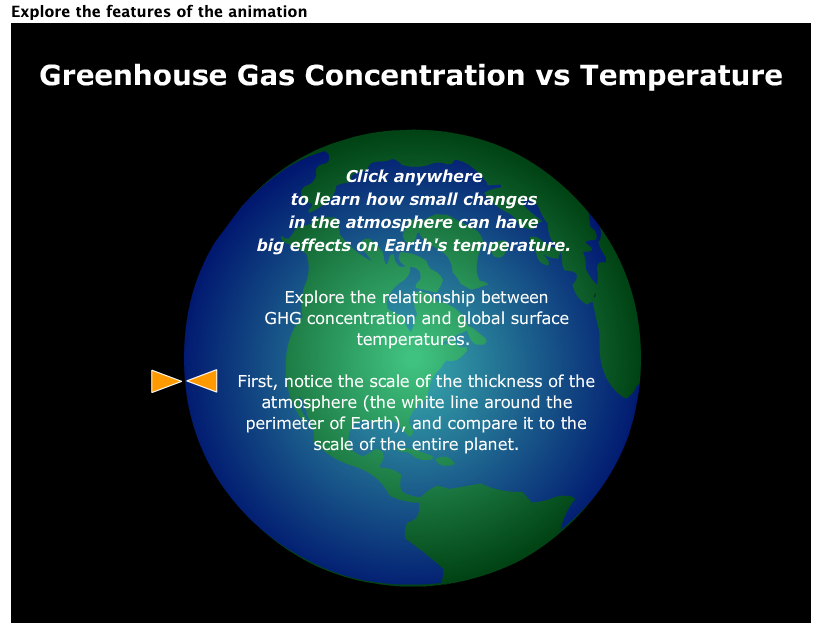 Explore the features of the animation
Greenhouse Gas Concentration vs Temperature
Click anywhere
to learn how small changes
in the atmosphere can have
big effects on Earth's temperature.
Explore the relationship between
GHG concentration and global surface
temperatures.
First, notice the scale of the thickness of the
atmosphere (the white line around the
perimeter of Earth), and compare it to the
scale of the entire planet.